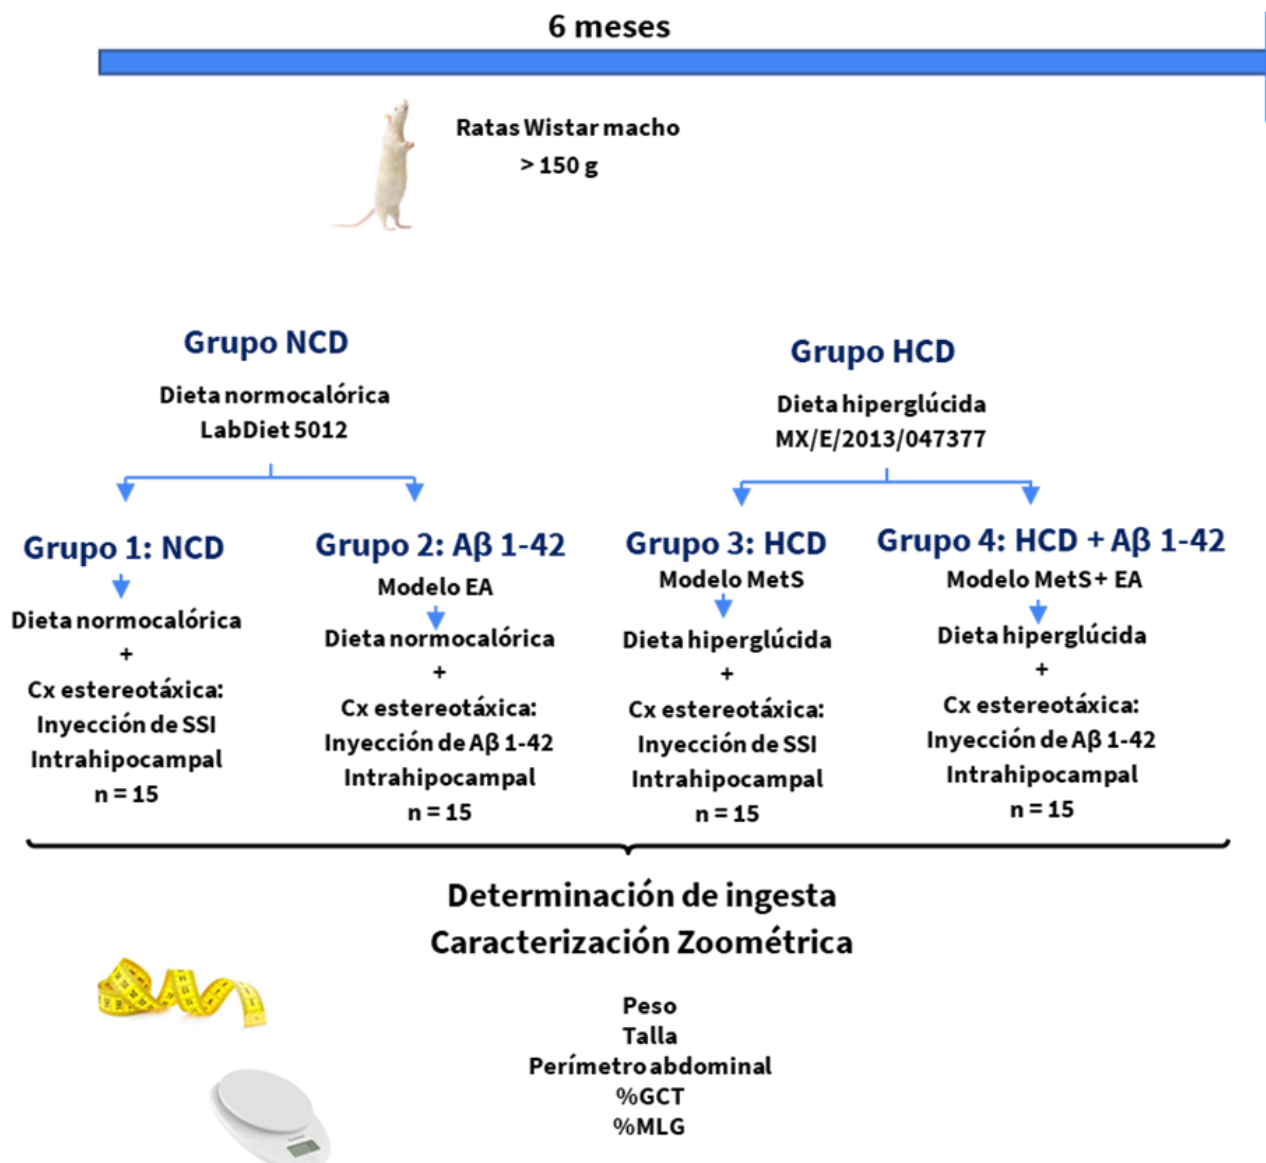 6 meses
Ratas Wistar macho
> 150 g
Grupo NCD
Dieta normocalórica
LabDiet 5012
Grupo HCD
Dieta hiperglúcida
MX/E/2013/047377
Grupo 1: NCD
Dieta normocalórica
+
Cx estereotáxica:
Inyección de SSI
Intrahipocampal
n = 15
Grupo 2: Aβ 1-42
Modelo EA
Dieta normocalórica
+
Cx estereotáxica:
Inyección de Aβ 1-42
Intrahipocampal
n = 15
Grupo 3: HCD
Modelo MetS
Dieta hiperglúcida
+
Cx estereotáxica:
Inyección de SSI
Intrahipocampal
n = 15
Grupo 4: HCD + Aβ 1-42
Modelo MetS + EA
Dieta hiperglúcida
+
Cx estereotáxica:
Inyección de Aβ 1-42
Intrahipocampal
n = 15
Determinación de ingesta
Caracterización Zoométrica
Peso
Talla
Perímetro abdominal
%GCT
%MLG